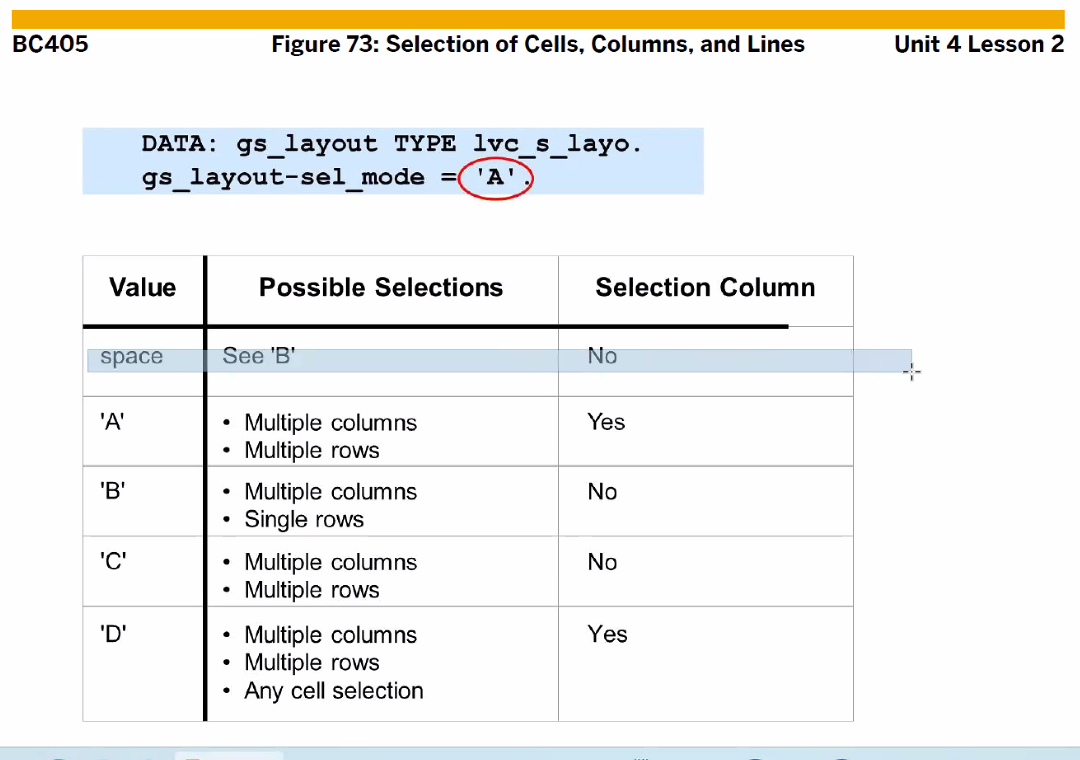 BC405 Figure 73: Selection of Cells, Columns, and Lines Unit 4 Lesson 2
DATA: gs_layout TYPE lvc_s_layo.
gs_layout-sel_mode = 'A'.
Value Possible Selections Selection Column
space See 'B' No
'A' • Multiple columns Yes
• Multiple rows
'B' • Multiple columns No
• Single rows
'C' • Multiple columns No
• Multiple rows
'D' • Multiple columns Yes
• Multiple rows
• Any cell selection